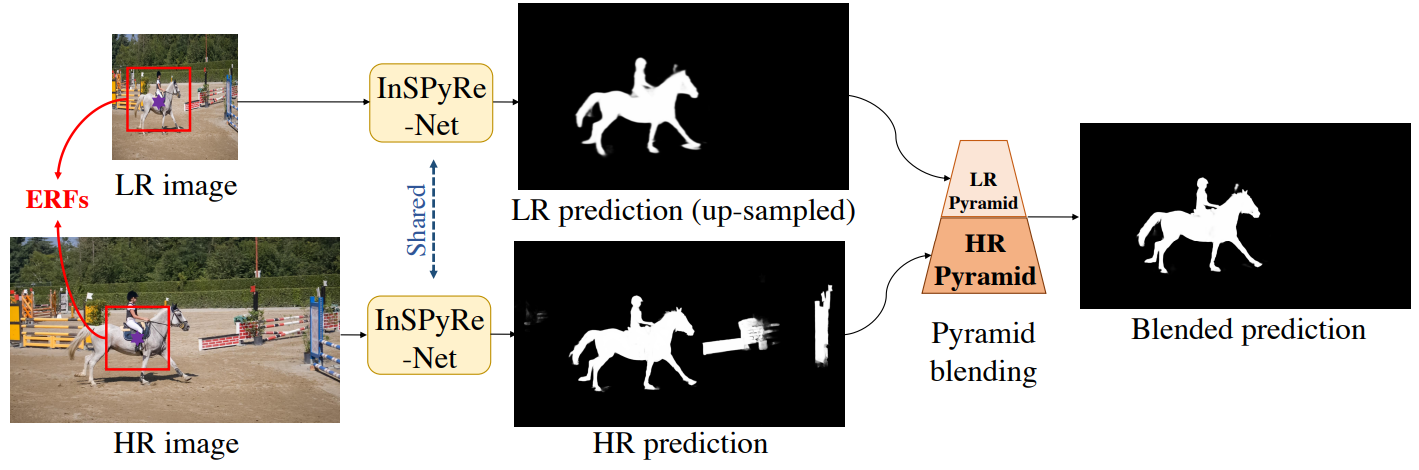 InSPyRe
-Net
LR image
LR prediction (up-sampled)
ERFs
Shared
LR
Pyramid
HR
Pyramid
InSPyRe
-Net
HR image
HR prediction
Pyramid
blending
Blended prediction